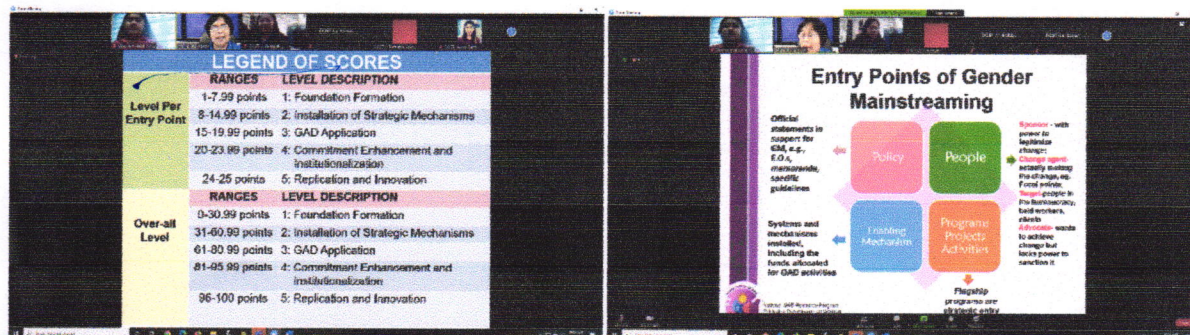 LEGEND OF SCORES
RANGES LEVEL DESCRIPTION
Level Per
Entry Point
1-7.99 points 1: Foundation Formation
8-14.99 points 2: Installation of Strategic Mechanisms
15-19.99 points 3: GAD Application
20-23.99 points 4: Commitment Enhancement and
Institutionalization
24-25 points 5: Replication and Innovation
RANGES LEVEL DESCRIPTION
Over-all
Level
0-30.99 points 1: Foundation Formation
31-60.99 points 2: Installation of Strategic Mechanisms
61-80.99 points 3: GAD Application
81-95.99 points 4: Commitment Enhancement and
Institutionalization
96-100 points 5: Replication and Innovation
Entry Points of Gender
Mainstreaming
Official
statements in
support for
GM, e.g.,
E.O.s,
memoranda,
specific
guidelines
Policy
People
Sponsor - with
power to
legitimize
change;
Change agent-
actually making
the change, eg.
Focal points;
Target-people in
the bureaucracy,
paid workers,
clients
Advocate- wants
to achieve
change but
lacks power to
sanction it
Systems and
mechanisms
installed,
including the
funds allocated
for GAD activities
Enabling
Mechanism
Programs
Projects
Activities
Flagship
programs are
strategic entry